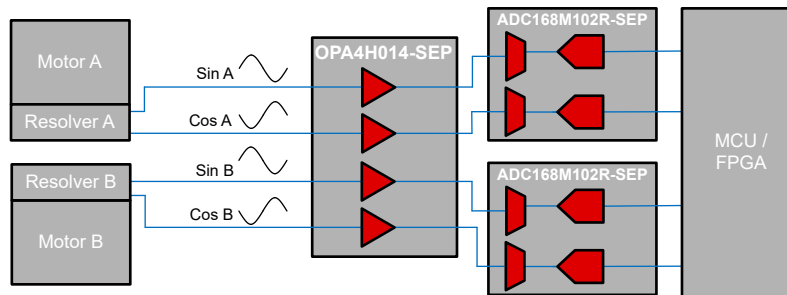 Motor A
Resolver A
Resolver B
Motor B
Sin A
Cos A
Sin B
Cos B
OPA4H014-SEP
ADC168M102R-SEP
ADC168M102R-SEP
MCU /
FPGA